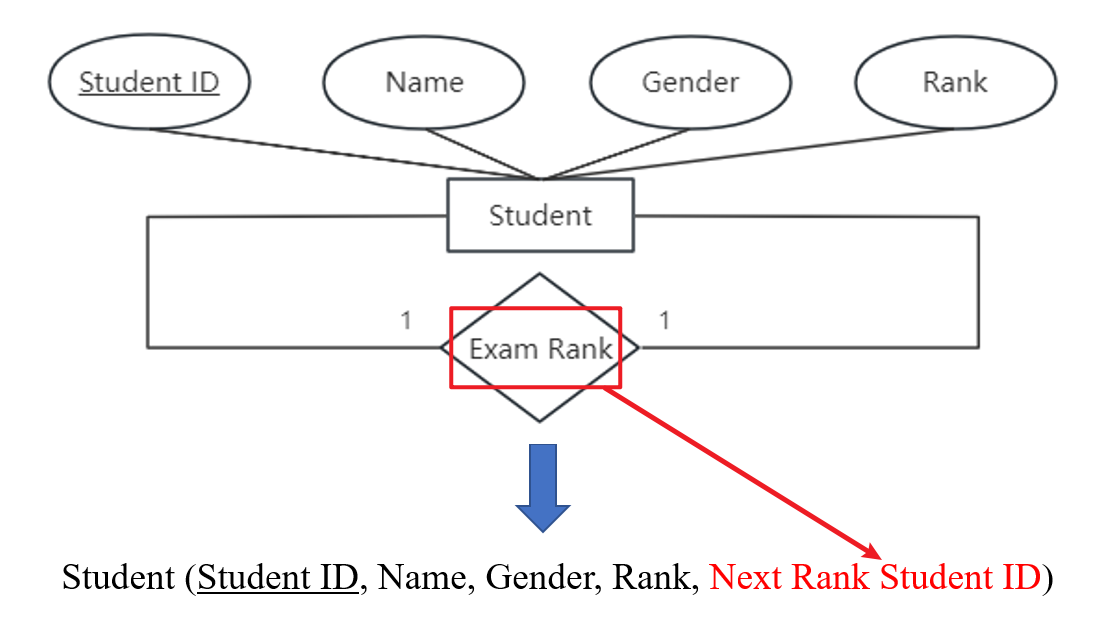 Student ID
Name
Gender
Rank
Student
1
Exam Rank
1
Student (Student ID, Name, Gender, Rank, Next Rank Student ID)